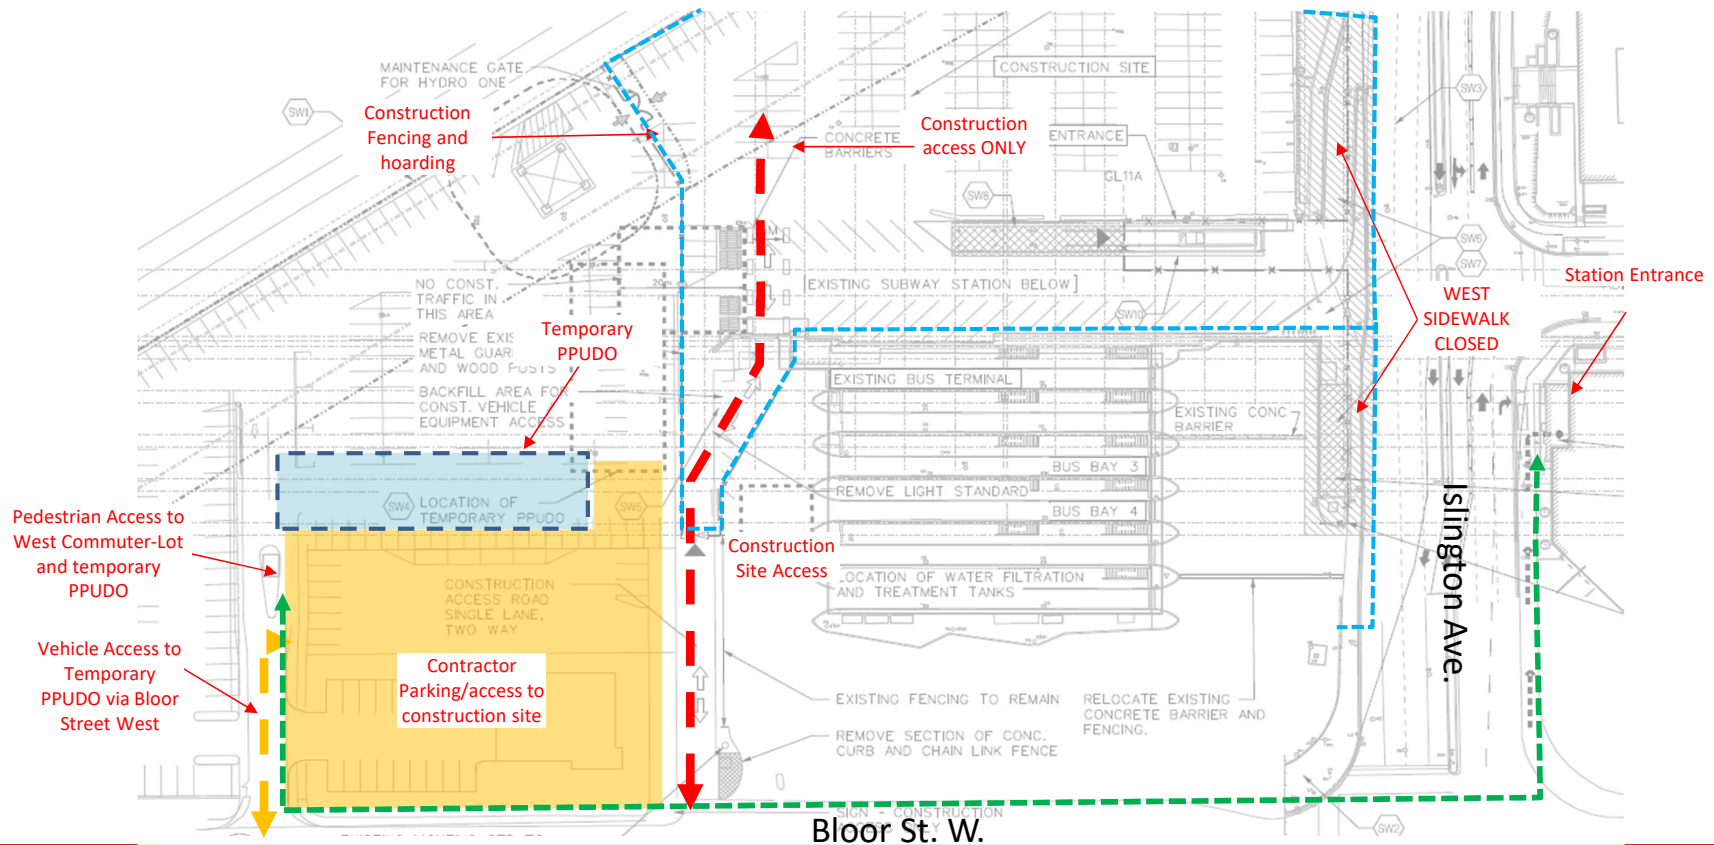 MAINTENANCE GATE
FOR HYDRO ONE
SW1
Construction
Fencing and
hoarding
CONSTRUCTION SITE
SW3
CONCRETE
BARRIERS
Construction
access ONLY
ENTRANCE
GL11A
SW8
SW6
SW7
NO CONST.
TRAFFIC IN
THIS AREA
EXISTING SUBWAY STATION BELOW
SW10
WEST
SIDEWALK
CLOSED
Station Entrance
Temporary
PPUDO
REMOVE
METAL
AND WOOD POSTS
BACKFILL AREA FOR
CONST. VEHICLE
EQUIPMENT ACCESS
EXISTING BUS TERMINAL
EXISTING CONC
BARRIER
BUS BAY 3
REMOVE LIGHT STANDARD
BUS BAY 4
SW4
LOCATION OF
TEMPORARY PPUDO
SW5
Islington Ave.
Pedestrian Access to
West Commuter-Lot
and temporary
PPUDO
Construction
Site Access
LOCATION OF WATER FILTRATION
AND TREATMENT TANKS
CONSTRUCTION
ACCESS ROAD
SINGLE LANE,
TWO WAY
Vehicle Access to
Temporary
PPUDO via Bloor
Street West
Contractor
Parking/access to
construction site
EXISTING FENCING TO REMAIN
RELOCATE EXISTING
CONCRETE BARRIER AND
FENCING.
REMOVE SECTION OF CONC.
CURB AND CHAIN LINK FENCE
SIGN - CONSTRUCTION
SW2
Bloor St. W.